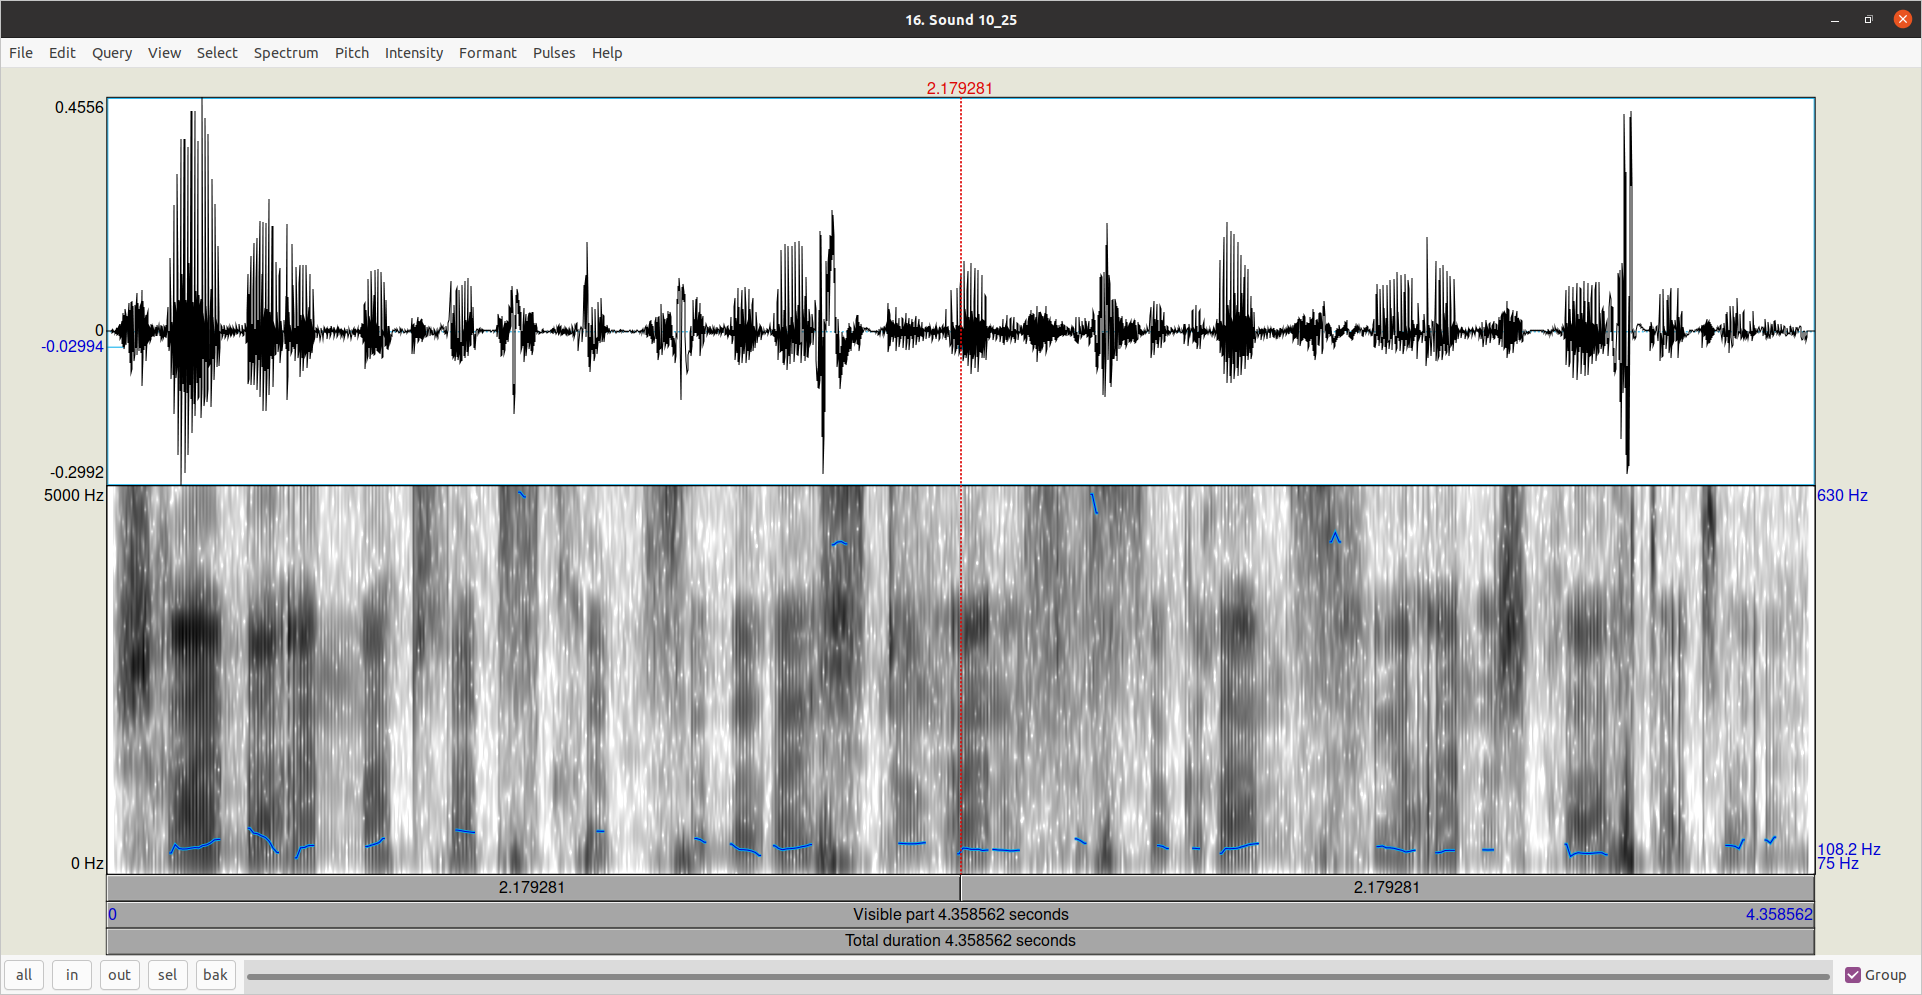 16. Sound 10_25
File Edit Query View Select Spectrum Pitch Intensity Formant Pulses Help
2.179281
0.4556
0
-0.02994
-0.2992
5000 Hz
630 Hz
0 Hz
108.2 Hz
75 Hz
2.179281 2.179281
0 Visible part 4.358562 seconds 4.358562
Total duration 4.358562 seconds
all in out sel bak Group